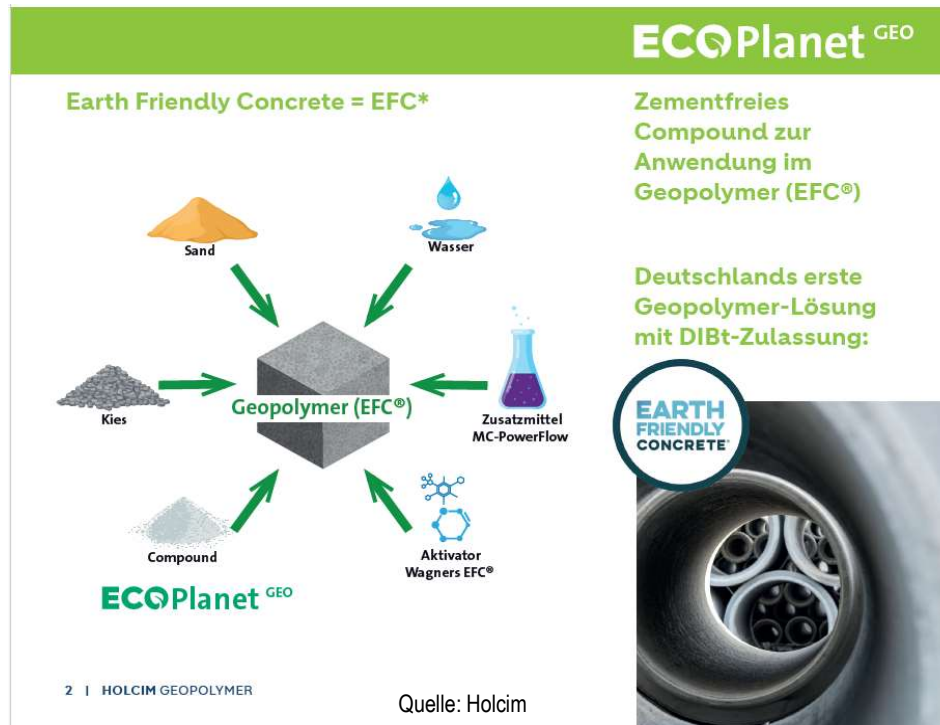 ECOPlanet GEO
Earth Friendly Concrete = EFC*
Zementfreies
Compound zur
Anwendung im
Geopolymer (EFC®)
Deutschlands erste
Geopolymer-Lösung
mit DIBt-Zulassung:
EARTH
FRIENDLY
CONCRETE®
Sand
Wasser
Kies
Geopolymer (EFC®)
Zusatzmittel
MC-PowerFlow
Compound
Aktivator
Wagners EFC®
ECOPlanet GEO
2 | HOLCIM GEOPOLYMER
Quelle: Holcim